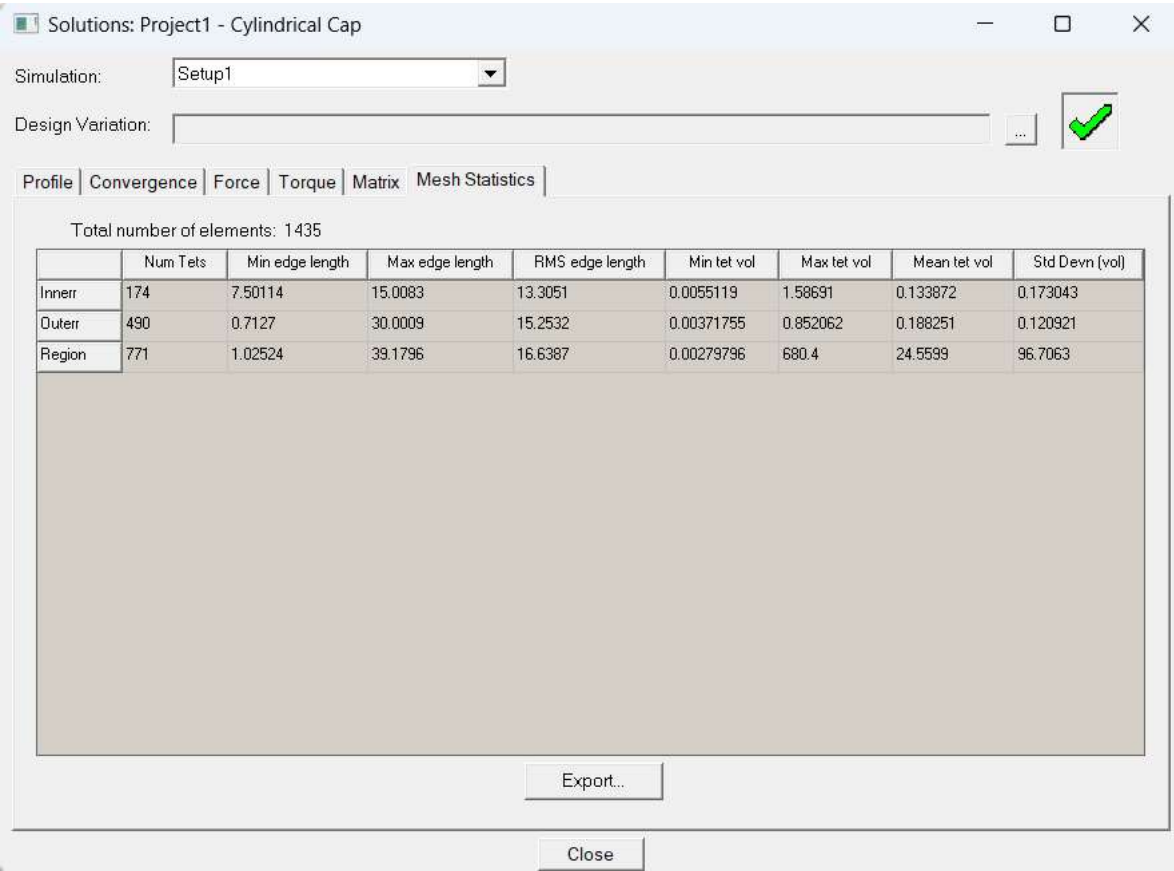 Solutions: Project1 - Cylindrical Cap
Simulation: Setup1
Design Variation: ...
Profile Convergence Force Torque Matrix Mesh Statistics
Total number of elements: 1435
Num Tets Min edge length Max edge length RMS edge length Min tet vol Max tet vol Mean tet vol Std Devn (vol)
Innerr 174 7.50114 15.0083 13.3051 0.0055119 1.58691 0.133872 0.173043
Outerr 490 0.7127 30.0009 15.2532 0.00371755 0.852062 0.188251 0.120921
Region 771 1.02524 39.1796 16.6387 0.00279796 680.4 24.5599 96.7063
Export...
Close